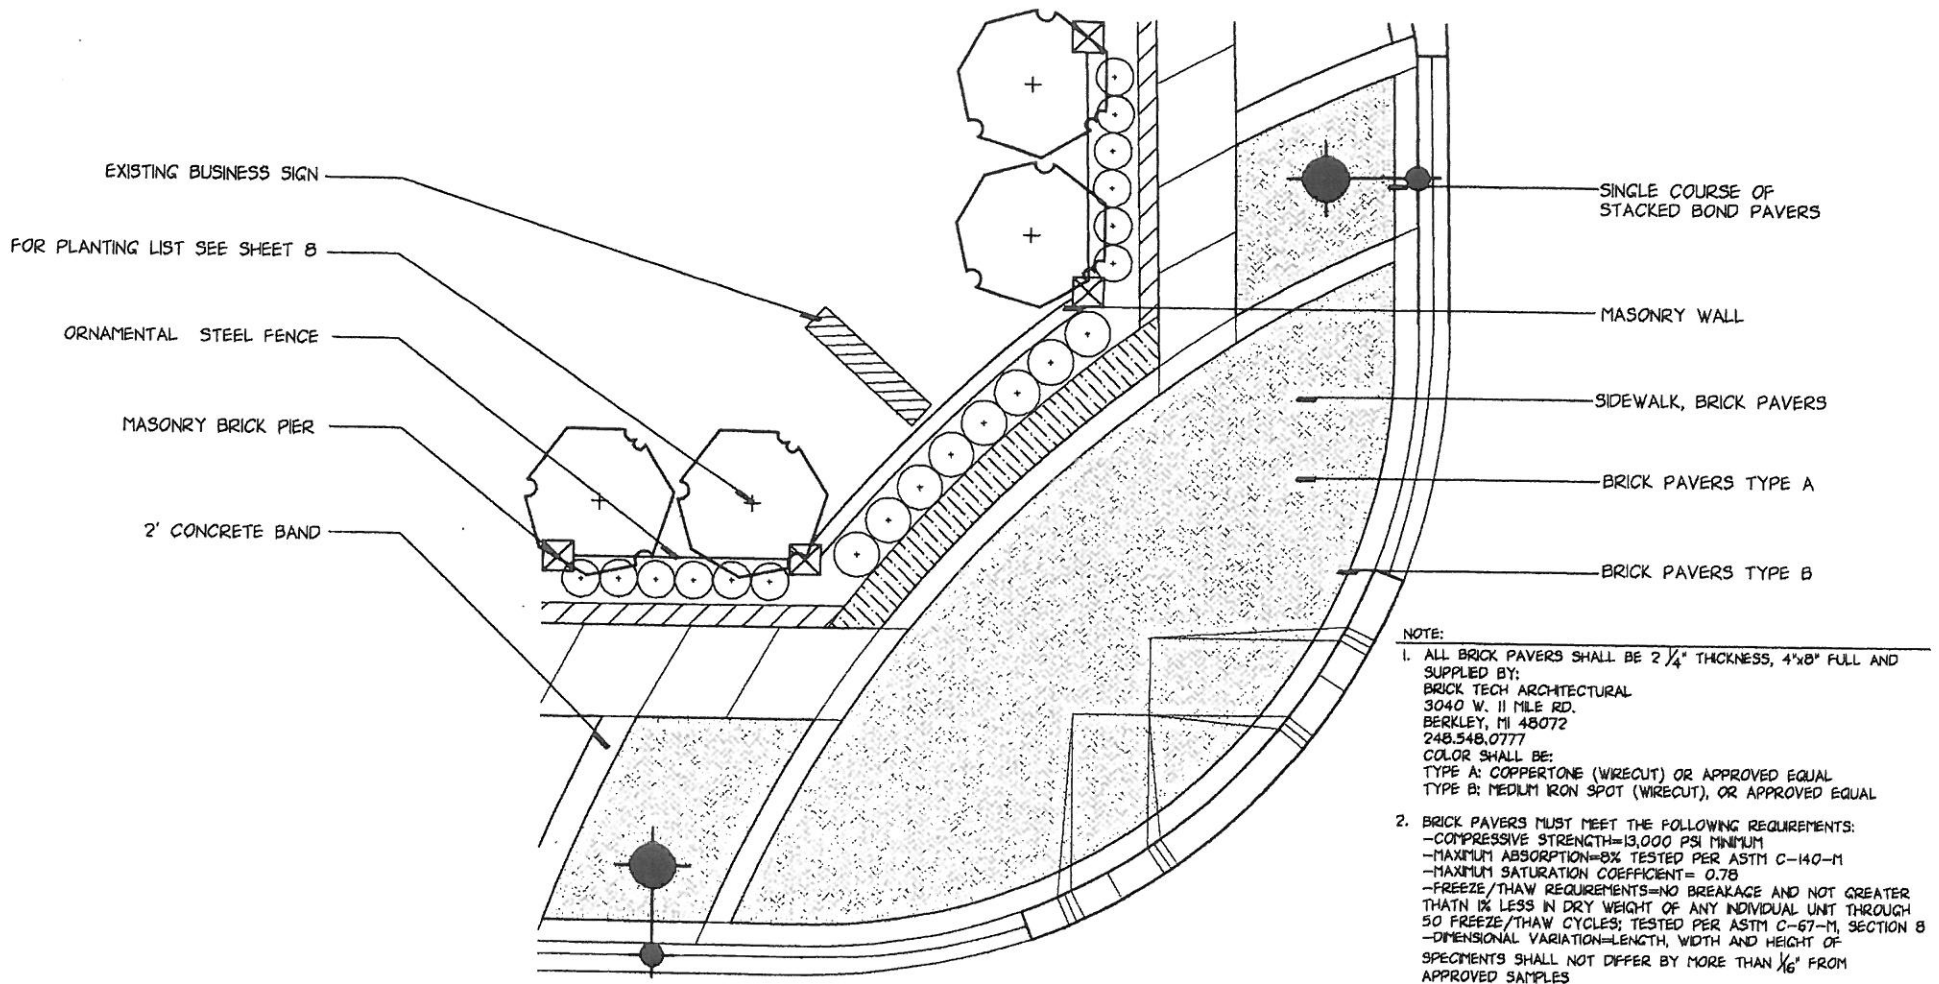 EXISTING BUSINESS SIGN
FOR PLANTING LIST SEE SHEET 8
ORNAMENTAL STEEL FENCE
MASONRY BRICK PIER
2' CONCRETE BAND
SINGLE COURSE OF
STACKED BOND PAVERS
MASONRY WALL
SIDEWALK, BRICK PAVERS
BRICK PAVERS TYPE A
BRICK PAVERS TYPE B
NOTE:
1. ALL BRICK PAVERS SHALL BE 2 1/4" THICKNESS, 4"x8" FULL AND
SUPPLIED BY:
BRICK TECH ARCHITECTURAL
3040 W. 11 MILE RD.
BERKLEY, MI 48072
248.548.0777
COLOR SHALL BE:
TYPE A: COPPERTONE (WIRECUT) OR APPROVED EQUAL
TYPE B: MEDIUM IRON SPOT (WIRECUT), OR APPROVED EQUAL
2. BRICK PAVERS MUST MEET THE FOLLOWING REQUIREMENTS:
-COMPRESSIVE STRENGTH=13,000 PSI MINIMUM
-MAXIMUM ABSORPTION=8% TESTED PER ASTM C-140-M
-MAXIMUM SATURATION COEFFICIENT= 0.78
-FREEZE/THAW REQUIREMENTS=NO BREAKAGE AND NOT GREATER
THATN 1% LESS IN DRY WEIGHT OF ANY INDIVIDUAL UNIT THROUGH
50 FREEZE/THAW CYCLES; TESTED PER ASTM C-67-M, SECTION 8
-DIMENSIONAL VARIATION=LENGTH, WIDTH AND HEIGHT OF
SPECIMENTS SHALL NOT DIFFER BY MORE THAN 1/16" FROM
APPROVED SAMPLES